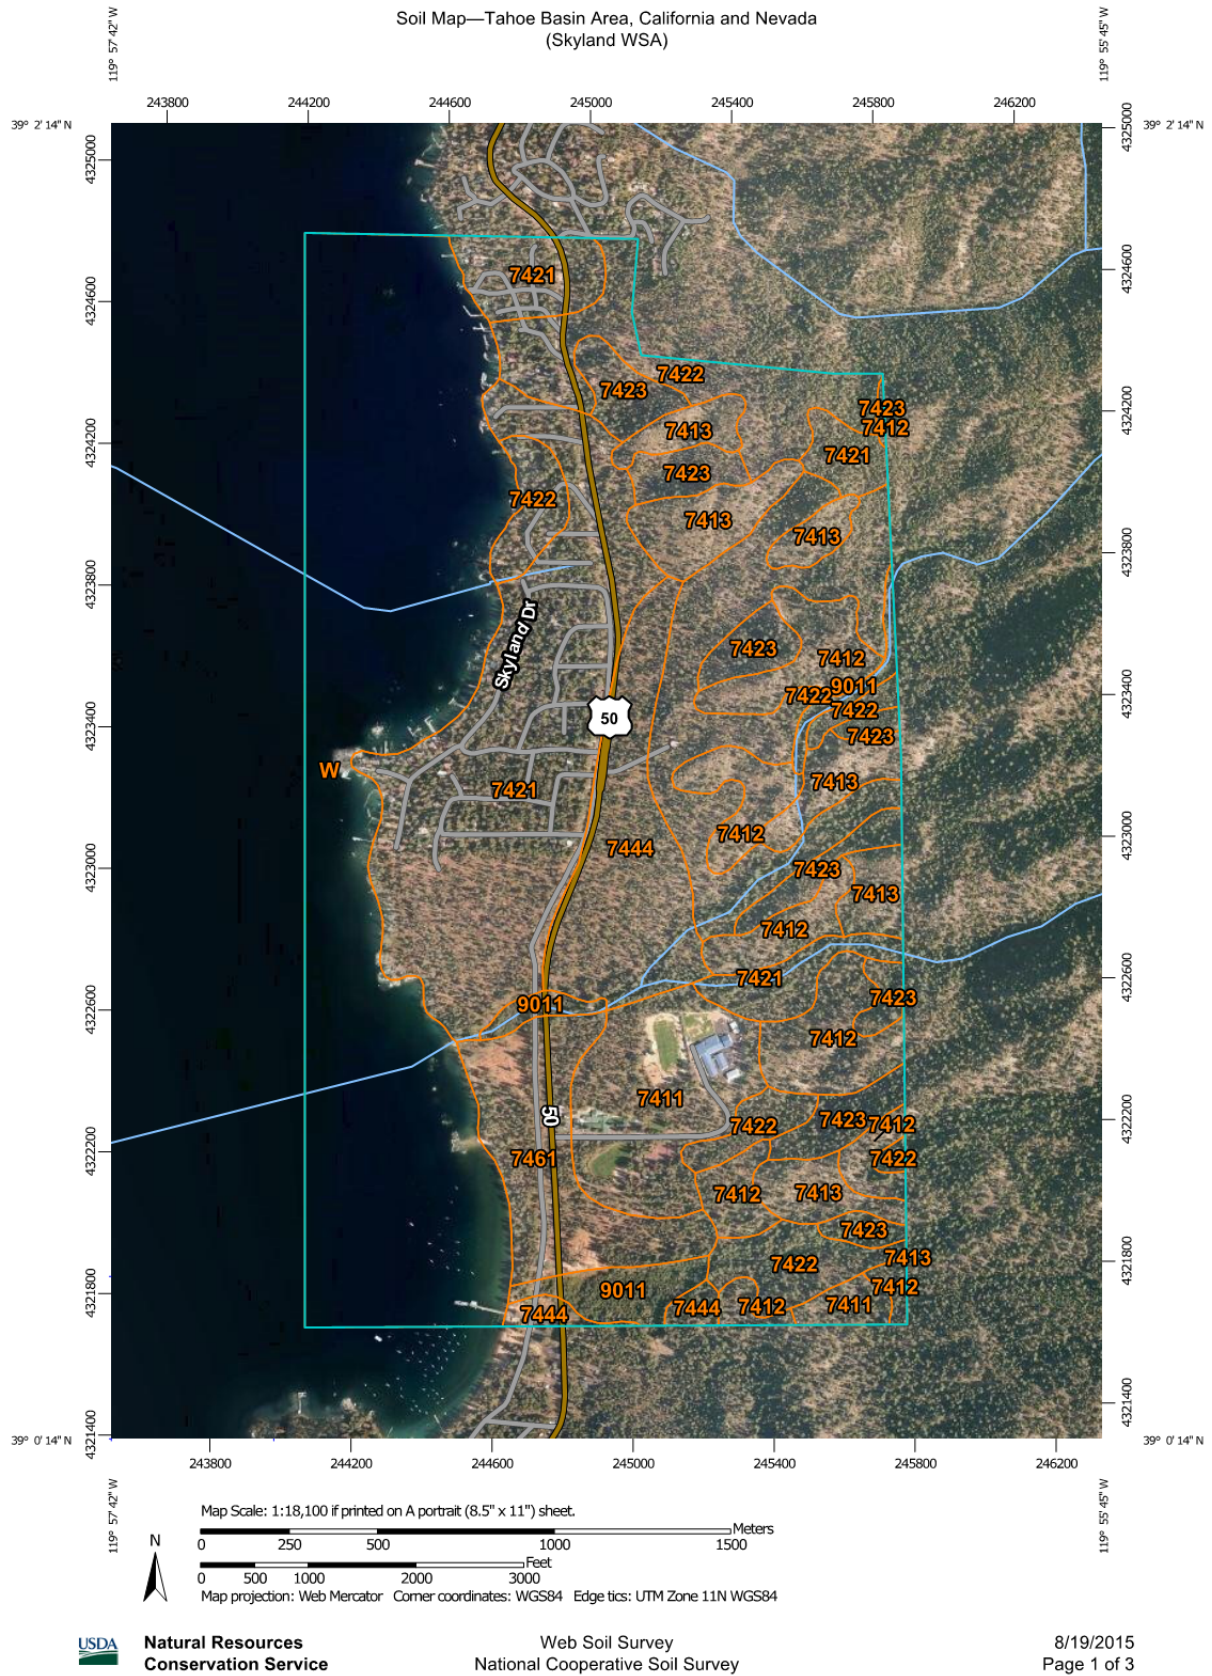 Soil Map—Tahoe Basin Area, California and Nevada
(Skyland WSA)
119° 57' 42" W
119° 55' 45" W
243800 244200 244600 245000 245400 245800 246200
39° 2' 14" N
39° 2' 14" N
4325000
4325000
4324600
4324600
4324200
4324200
4323800
4323800
4323400
4323400
4323000
4323000
4322600
4322600
4322200
4322200
4321800
4321800
4321400
4321400
7421
7422
7423
7423
7413
7412
7421
7423
7422
7413
7413
Skyland Dr
7423
7412
9011
7422
50
7422
7423
W
7413
7421
7412
7444
7423
7413
7412
7421
7423
9011
7412
7411
50
7422
7423
7412
7461
7422
7412
7413
7423
7413
7422
9011
7412
7444
7444
7412
7411
39° 0' 14" N
39° 0' 14" N
243800 244200 244600 245000 245400 245800 246200
119° 57' 42" W
119° 55' 45" W
Map Scale: 1:18,100 if printed on A portrait (8.5" x 11") sheet.
N
Meters
0 250 500 1000 1500
Feet
0 500 1000 2000 3000
Map projection: Web Mercator Corner coordinates: WGS84 Edge tics: UTM Zone 11N WGS84
USDA
Natural Resources
Conservation Service
Web Soil Survey
National Cooperative Soil Survey
8/19/2015
Page 1 of 3